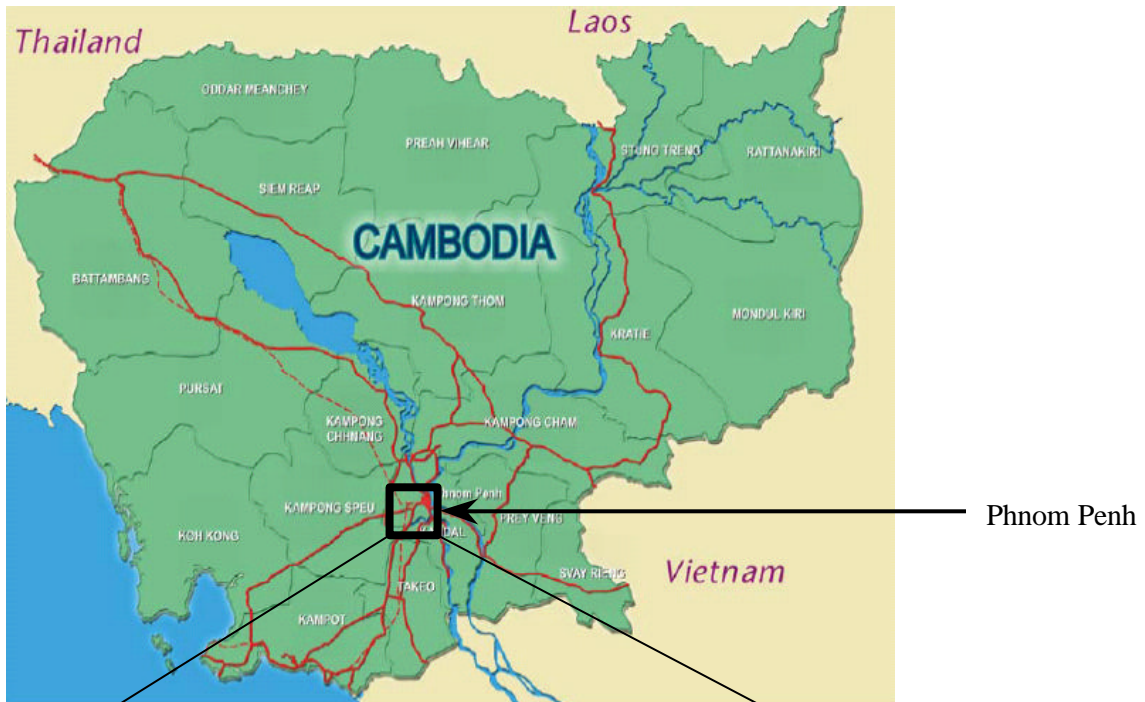 Thailand
Laos
ODDAR MEANCHEY
PREAH VIHEAR
STUNG TRENG
RATTANAKIRI
SIEM REAP
CAMBODIA
BATTAMBANG
KAMPONG THOM
MONDUL KIRI
KRATIE
PURSAT
KAMPONG
CHHNANG
KAMPONG CHAM
Phnom Penh
KAMPONG SPEU
PREY VENG
Phnom Penh
KOH KONG
KANDAL
SVAY RIENG
Vietnam
TAKEO
KAMPOT